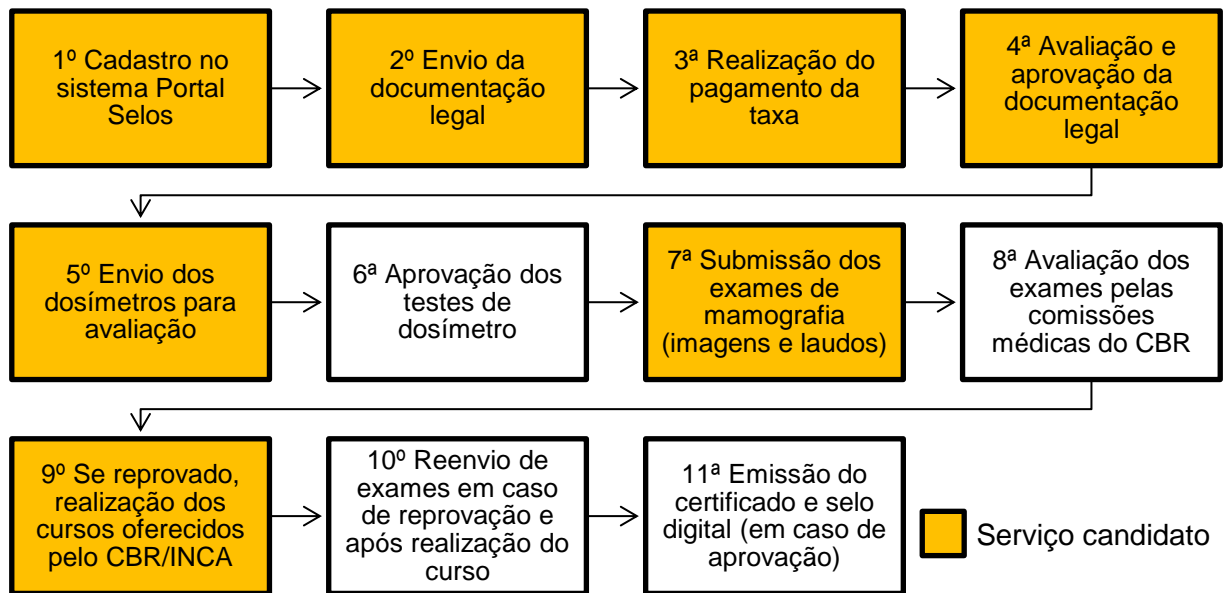 1º Cadastro no
sistema Portal
Selos
2º Envio da
documentação
legal
3ª Realização do
pagamento da
taxa
4ª Avaliação e
aprovação da
documentação
legal
5º Envio dos
dosímetros para
avaliação
6ª Aprovação dos
testes de
dosímetro
7ª Submissão dos
exames de
mamografia
(imagens e laudos)
8ª Avaliação dos
exames pelas
comissões
médicas do CBR
9º Se reprovado,
realização dos
cursos oferecidos
pelo CBR/INCA
10º Reenvio de
exames em caso
de reprovação e
após realização do
curso
11ª Emissão do
certificado e selo
digital (em caso de
aprovação)
Serviço candidato